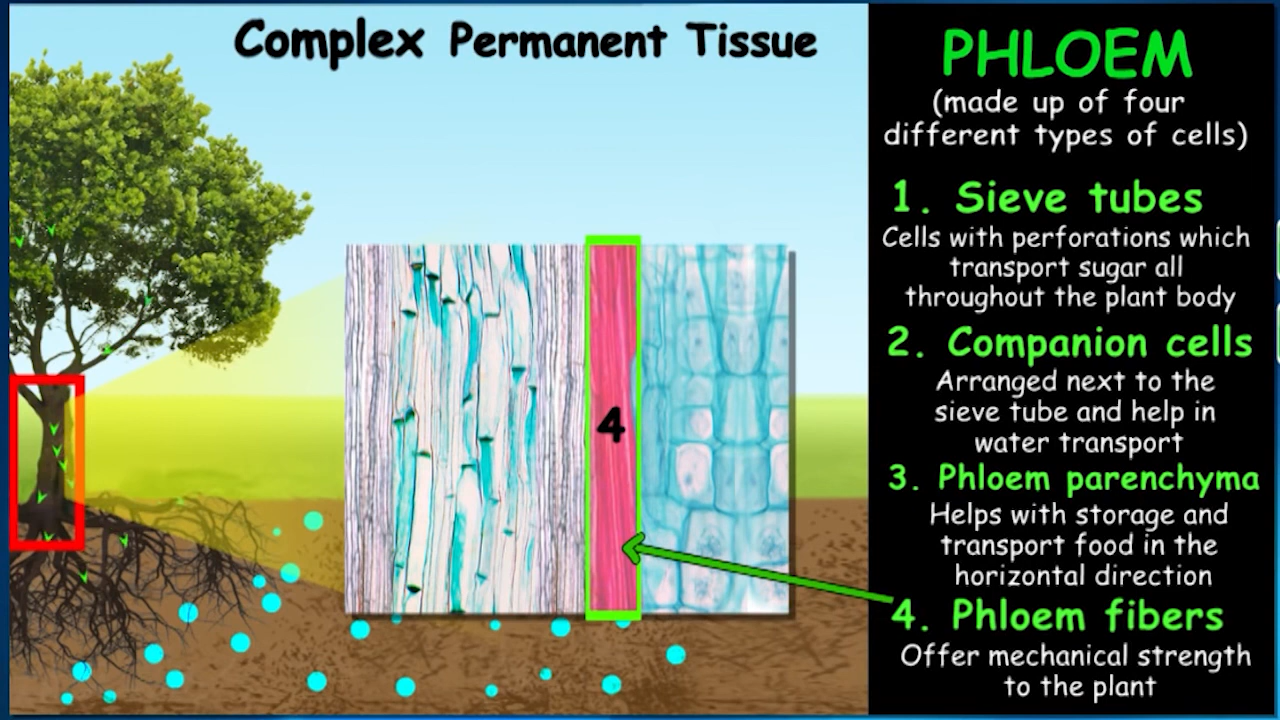 Complex Permanent Tissue
PHLOEM
(made up of four
different types of cells)
1. Sieve tubes
Cells with perforations which
transport sugar all
throughout the plant body
2. Companion cells
Arranged next to the
sieve tube and help in
water transport
3. Phloem parenchyma
Helps with storage and
transport food in the
horizontal direction
4. Phloem fibers
Offer mechanical strength
to the plant
4